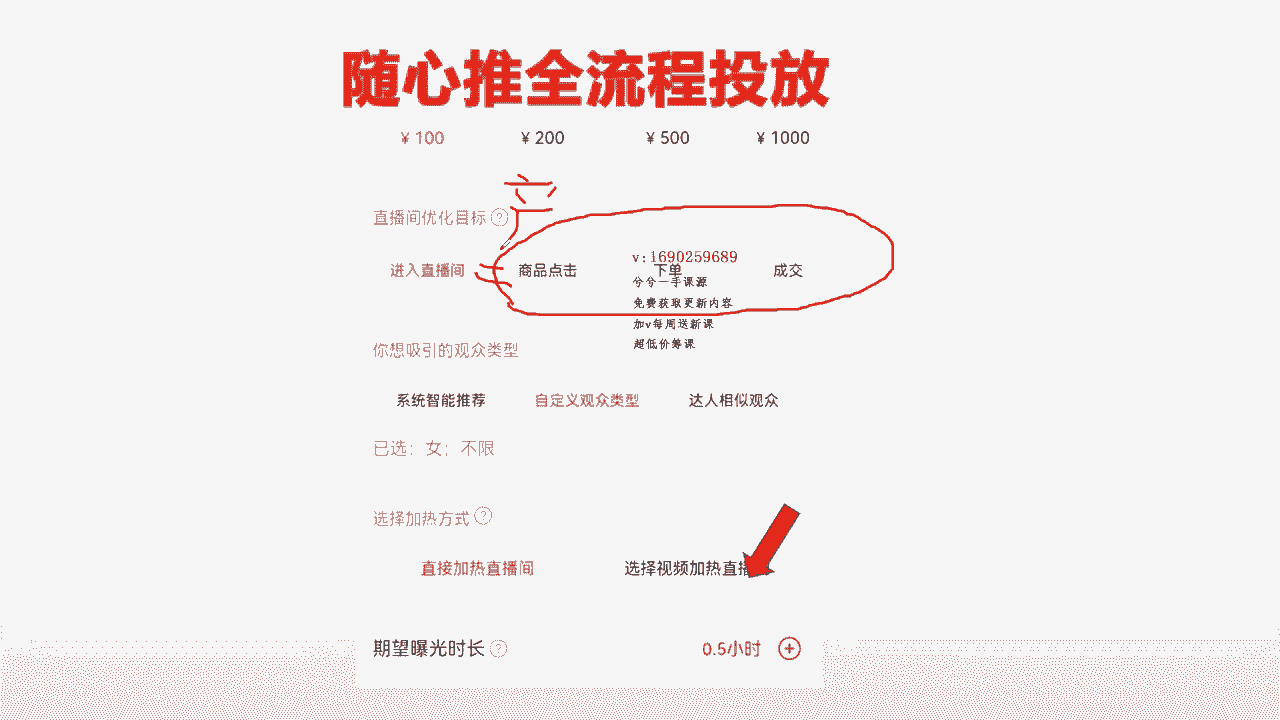 随心推全流程投放
¥ 100 ¥ 200 ¥ 500 ¥ 1000
直播间优化目标 ?
v:1690259689
进入直播间 商品点击 下单 成交
兮兮一手课源
免费获取更新内容
加v每周送新课
超低价筹课
你想吸引的观众类型
系统智能推荐 自定义观众类型 达人相似观众
已选：女；不限
选择加热方式 ?
直接加热直播间 选择视频加热直播
期望曝光时长 ? 0.5小时 +